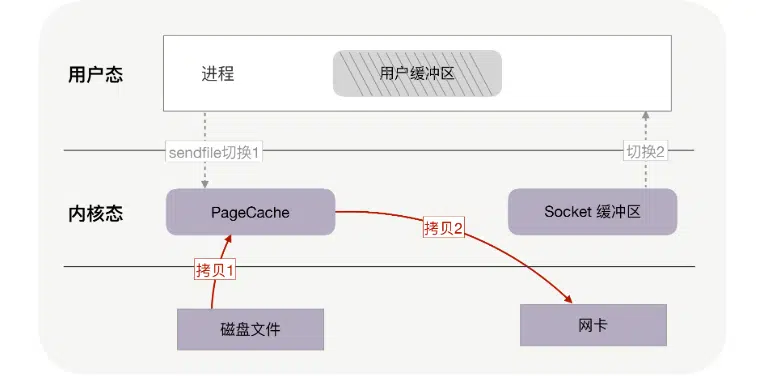 用户态
进程
用户缓冲区
sendfile切换1
切换2
内核态
PageCache
Socket 缓冲区
拷贝2
拷贝1
磁盘文件
网卡